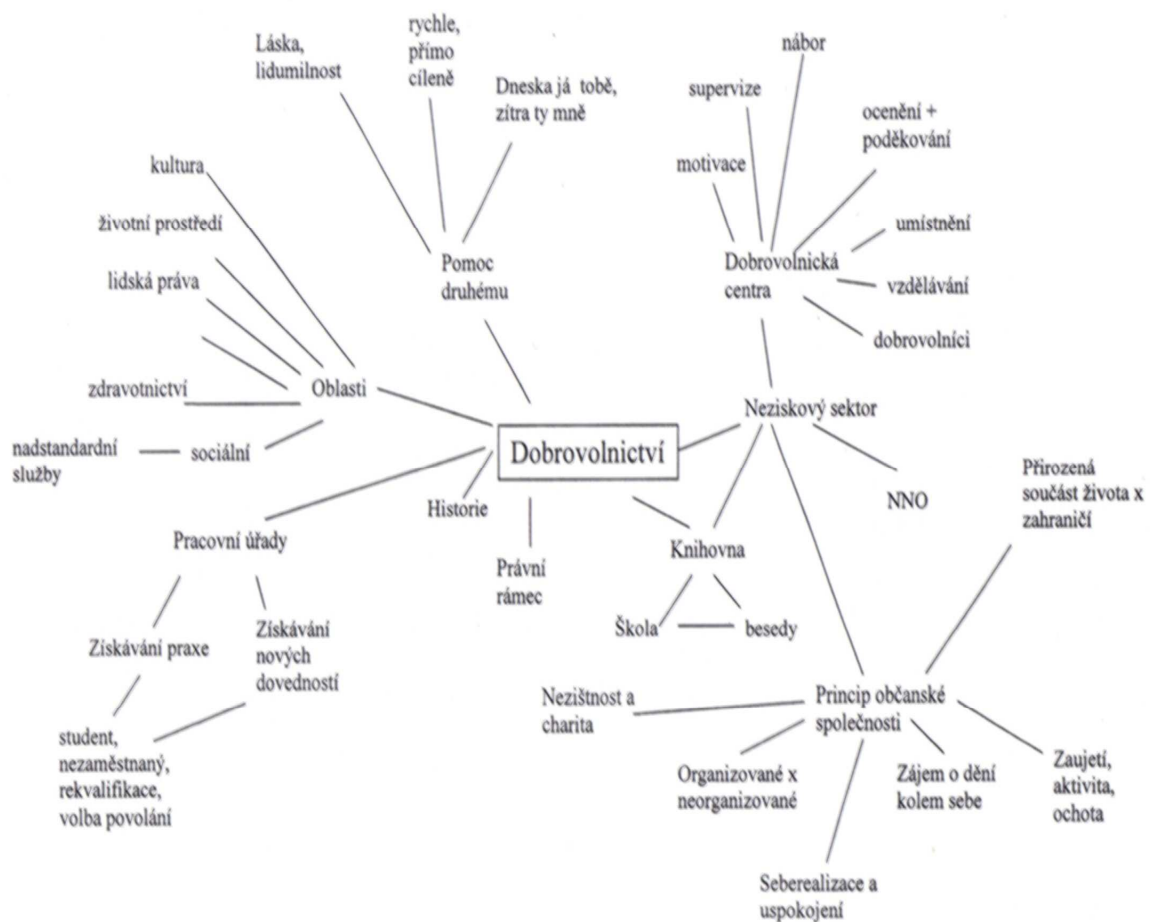 Láska,
lidumilnost
rychle,
přímo
cíleně
Dneska já tobě,
zítra ty mně
nábor
supervize
ocenění +
poděkování
motivace
kultura
životní prostředí
lidská práva
Pomoc
druhému
Dobrovolnická
centra
umístnění
vzdělávání
dobrovolníci
zdravotnictví
Oblasti
Neziskový sektor
nadstandardní
služby
sociální
Dobrovolnictví
Přirozená
součást života x
zahraničí
Historie
NNO
Pracovní úřady
Právní
rámec
Knihovna
Škola
besedy
Získávání praxe
Získávání
nových
dovedností
Nezištnost a
charita
Princip občanské
společnosti
student,
nezaměstnaný,
rekvalifikace,
volba povolání
Organizované x
neorganizované
Zájem o dění
kolem sebe
Zaujetí,
aktivita,
ochota
Seberealizace a
uspokojení